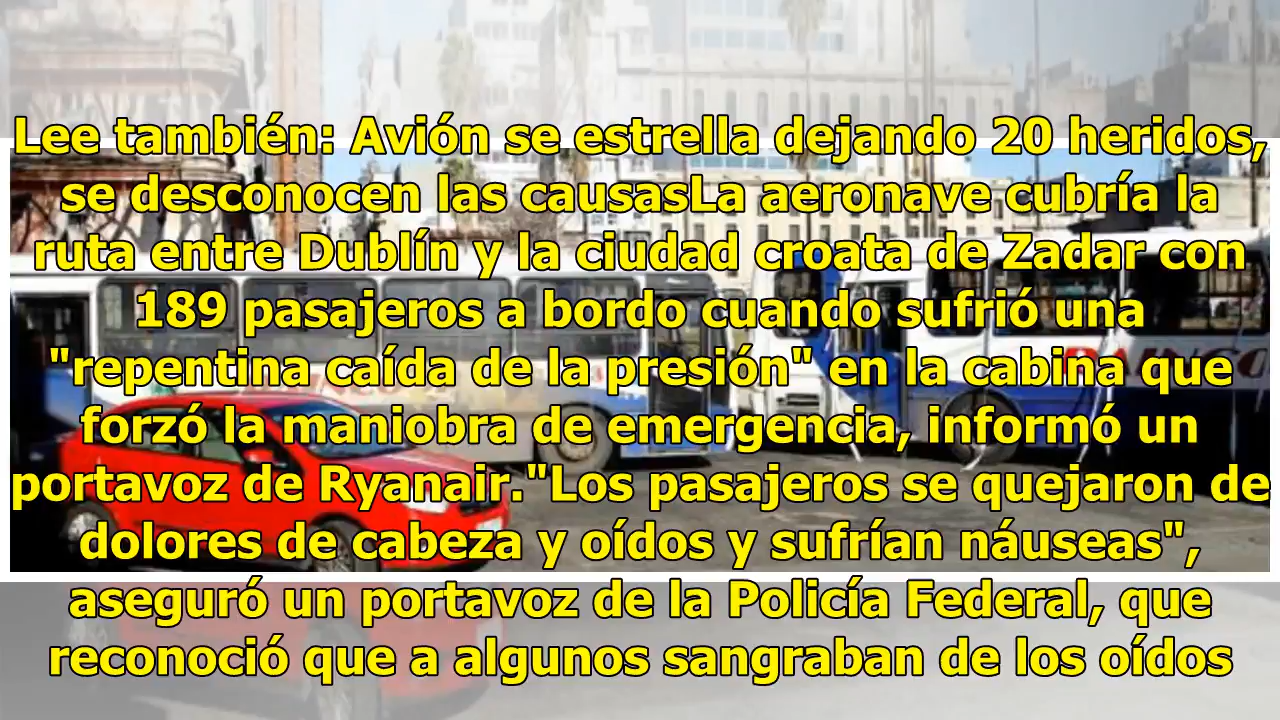 Lee también: Avión se estrella dejando 20 heridos,
se desconocen las causasLa aeronave cubría la
ruta entre Dublín y la ciudad croata de Zadar con
189 pasajeros a bordo cuando sufrió una
"repentina caída de la presión" en la cabina que
forzó la maniobra de emergencia, informó un
portavoz de Ryanair."Los pasajeros se quejaron de
dolores de cabeza y oídos y sufrían náuseas",
aseguró un portavoz de la Policía Federal, que
reconoció que a algunos sangraban de los oídos